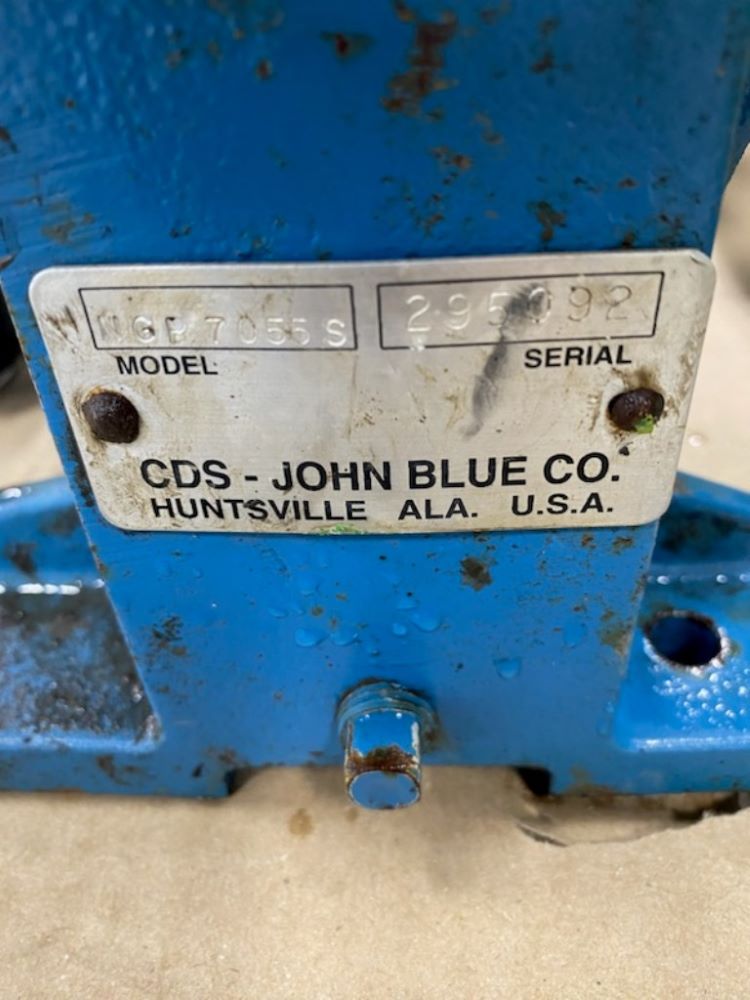 NGP 7055 S 295092
MODEL SERIAL
CDS - JOHN BLUE CO.
HUNTSVILLE ALA. U.S.A.